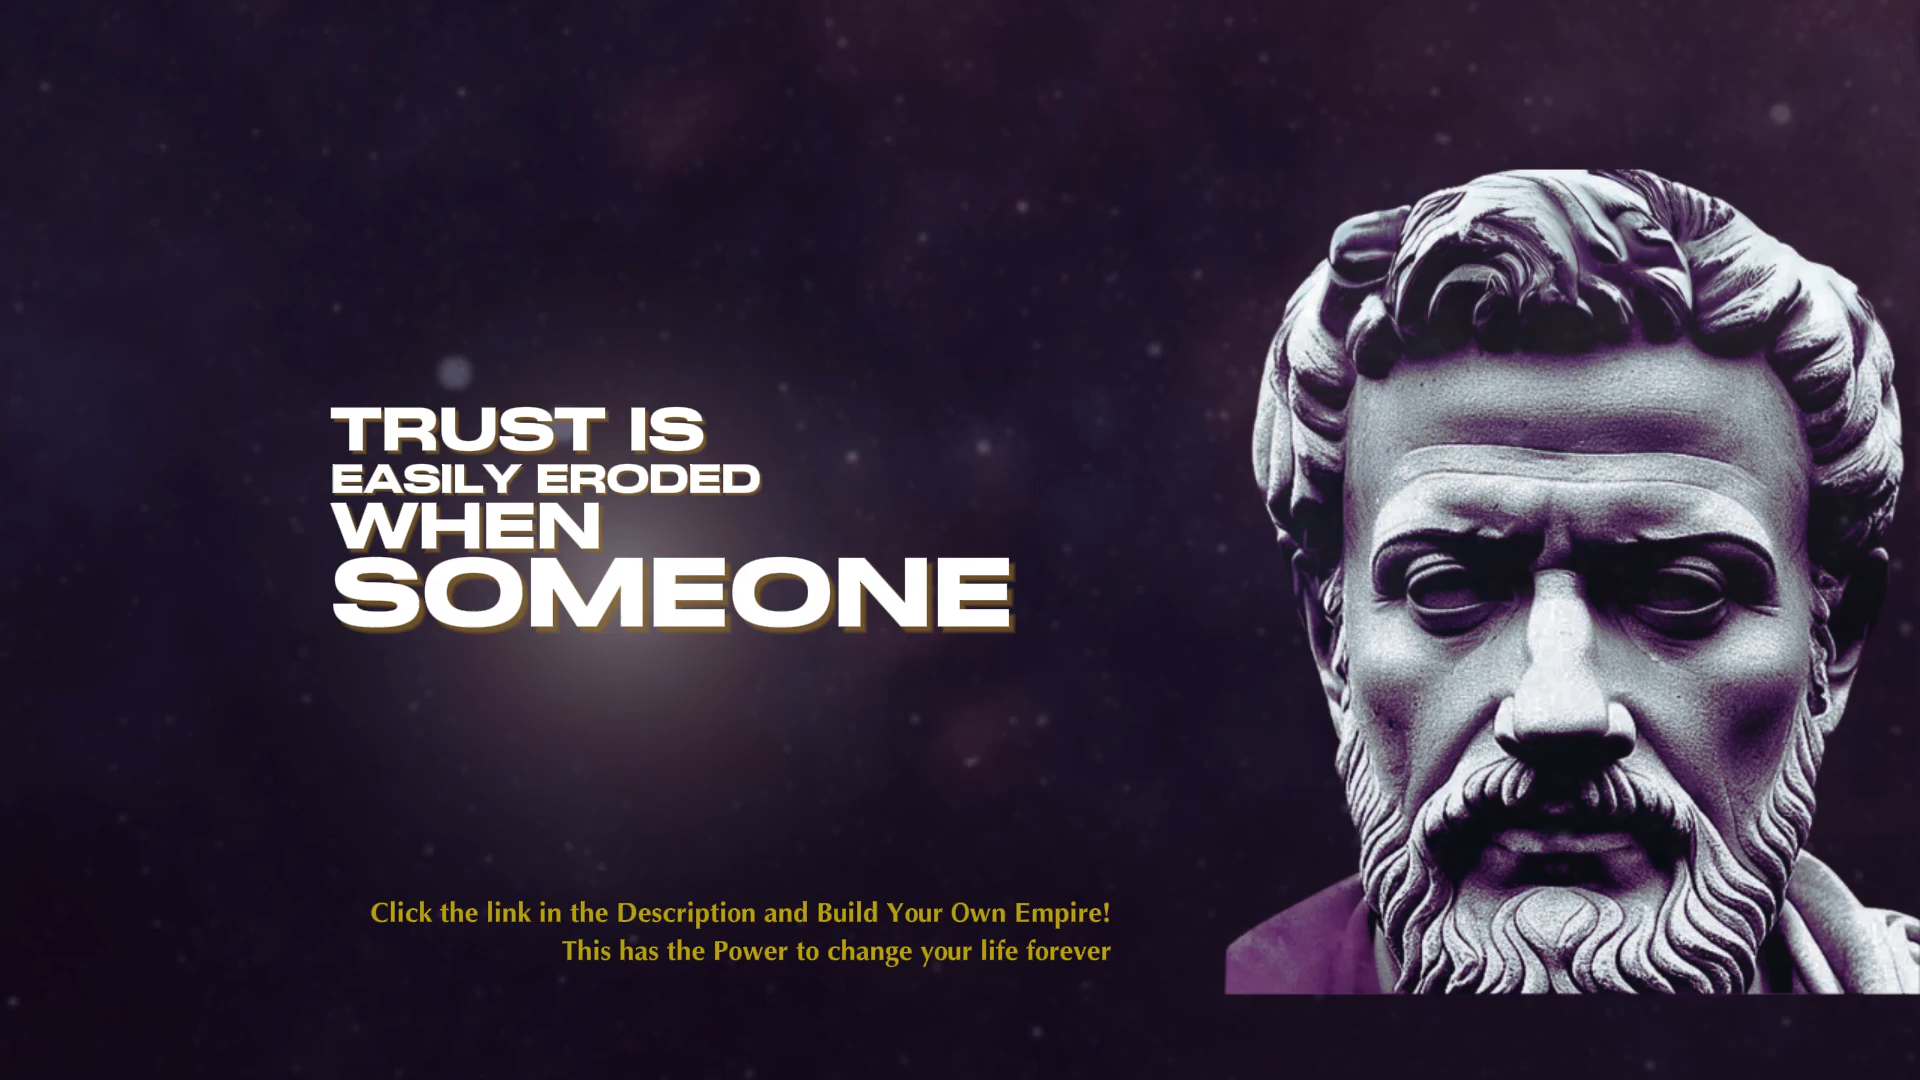 TRUST IS
EASILY ERODED
WHEN
SOMEONE
Click the link in the Description and Build Your Own Empire!
This has the Power to change your life forever